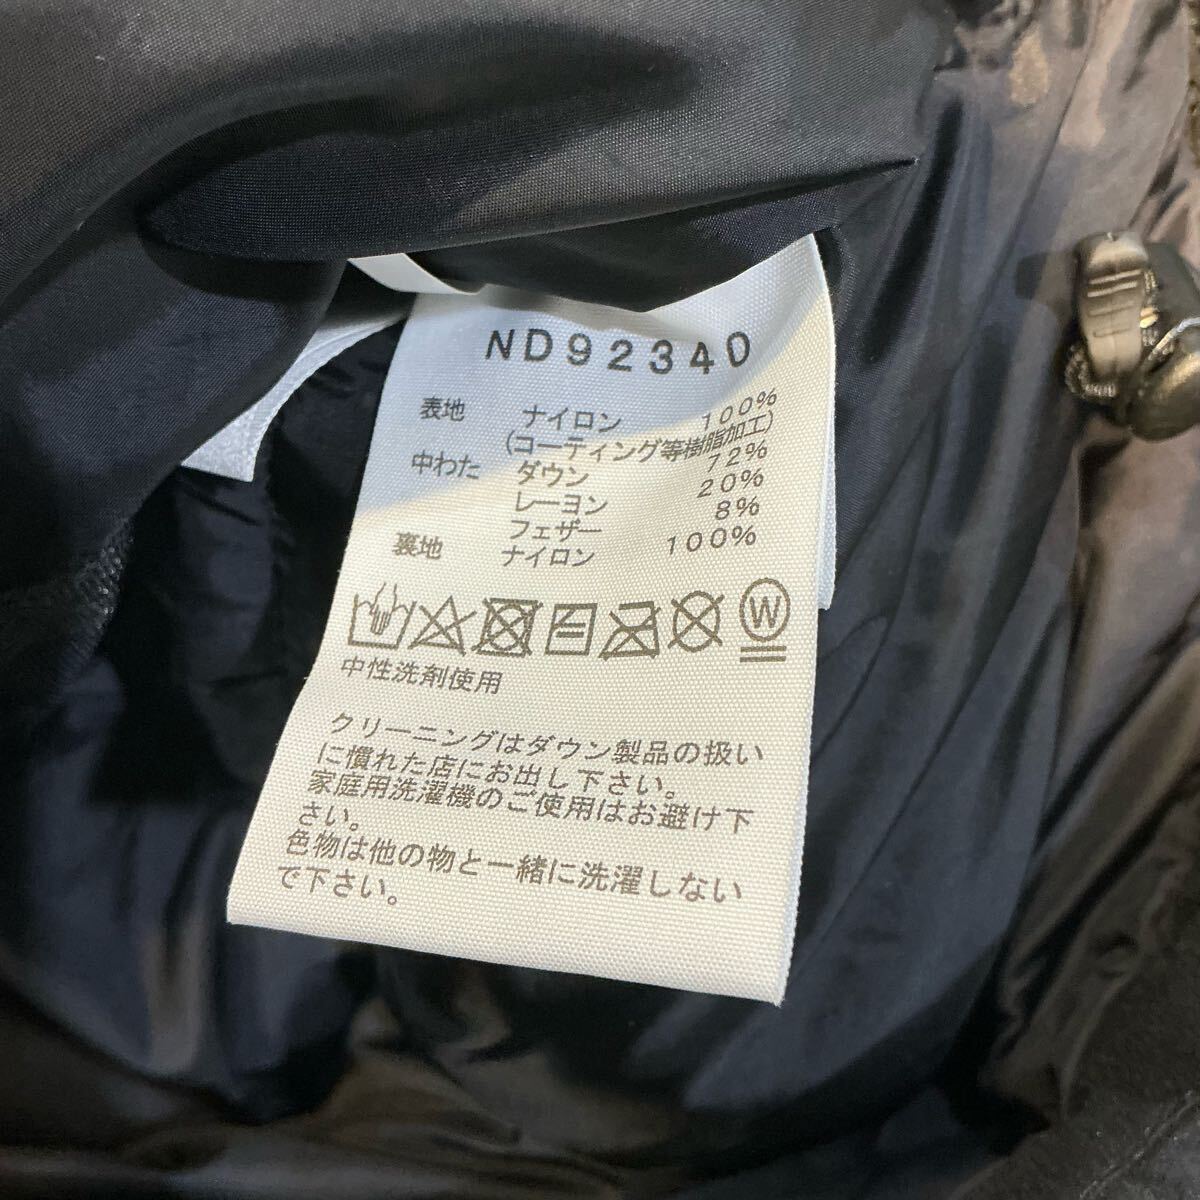 ND92340
表地 ナイロン 100%
(コーティング等樹脂加工)
中わた ダウン 72%
レーヨン 20%
フェザー 8%
裏地 ナイロン 100%
W
中性洗剤使用
クリーニングはダウン製品の扱い
に慣れた店にお出し下さい。
家庭用洗濯機のご使用はお避け下
さい。
色物は他の物と一緒に洗濯しない
で下さい。